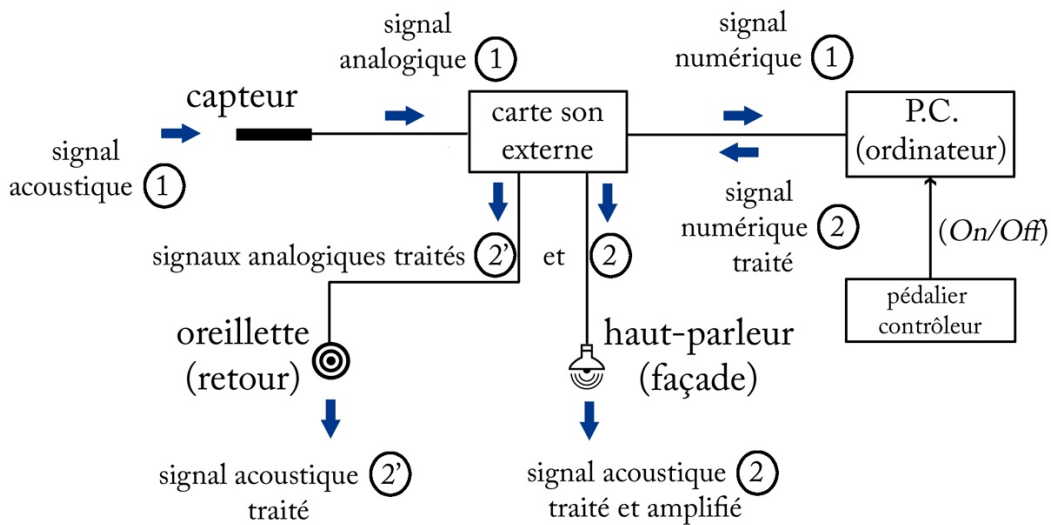 signal
analogique 1
signal
numérique 1
capteur
signal
acoustique 1
carte son
externe
P.C.
(ordinateur)
signal
numérique 2
traité
(On/Off)
signaux analogiques traités 2' et 2
pédalier
contrôleur
oreillette
(retour)
haut-parleur
(façade)
signal acoustique 2'
traité
signal acoustique 2
traité et amplifié